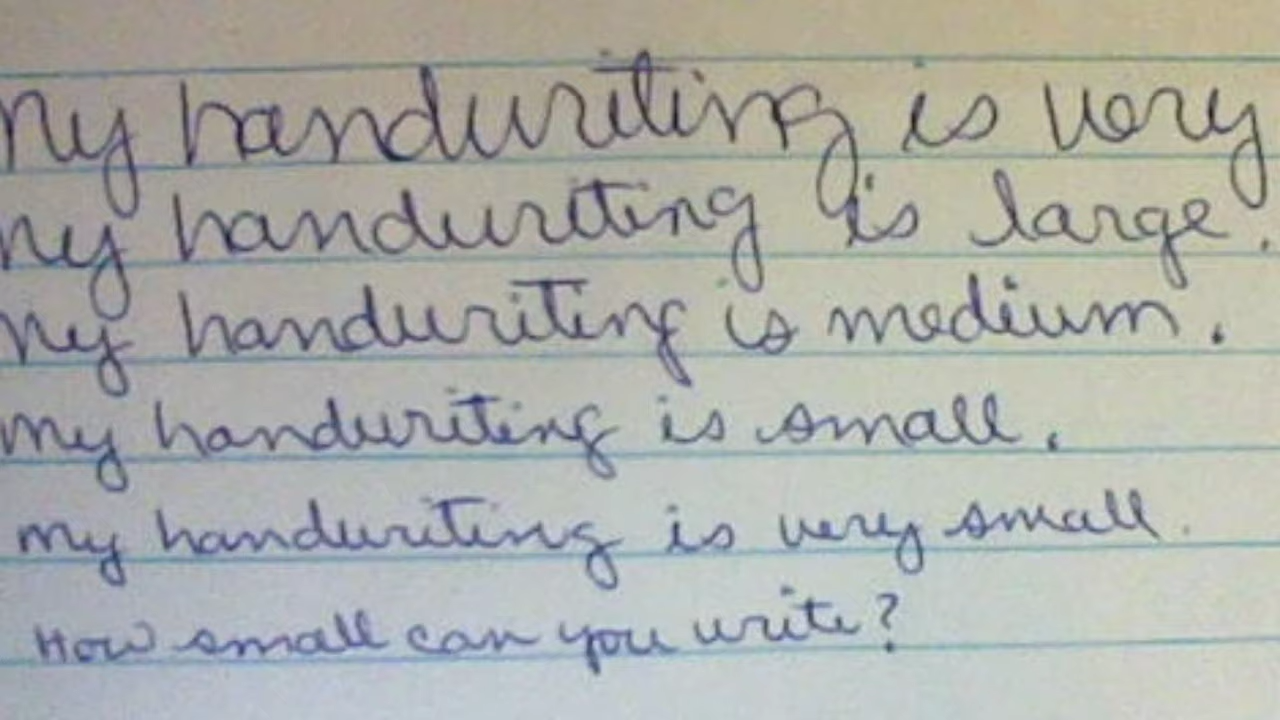 my handwriting is very
my handwriting is large.
my handwriting is medium.
my handwriting is small.
my handwriting is very small.
How small can you write?